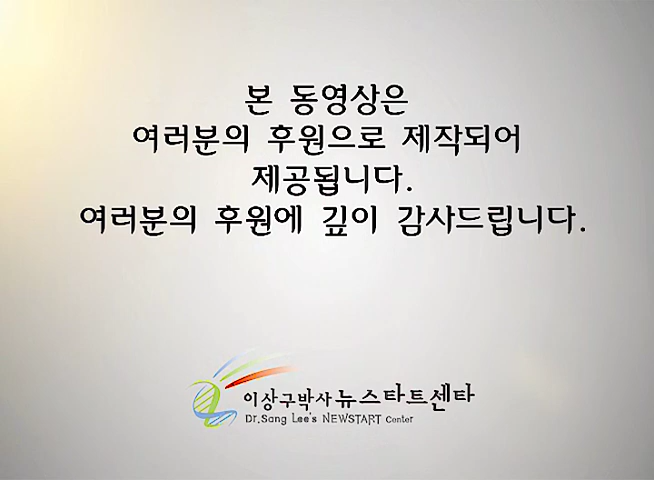 본 동영상은
여러분의 후원으로 제작되어
제공됩니다.
여러분의 후원에 깊이 감사드립니다.
이상구박사 뉴스타트센타
Dr.Sang Lee's NEWSTART Center